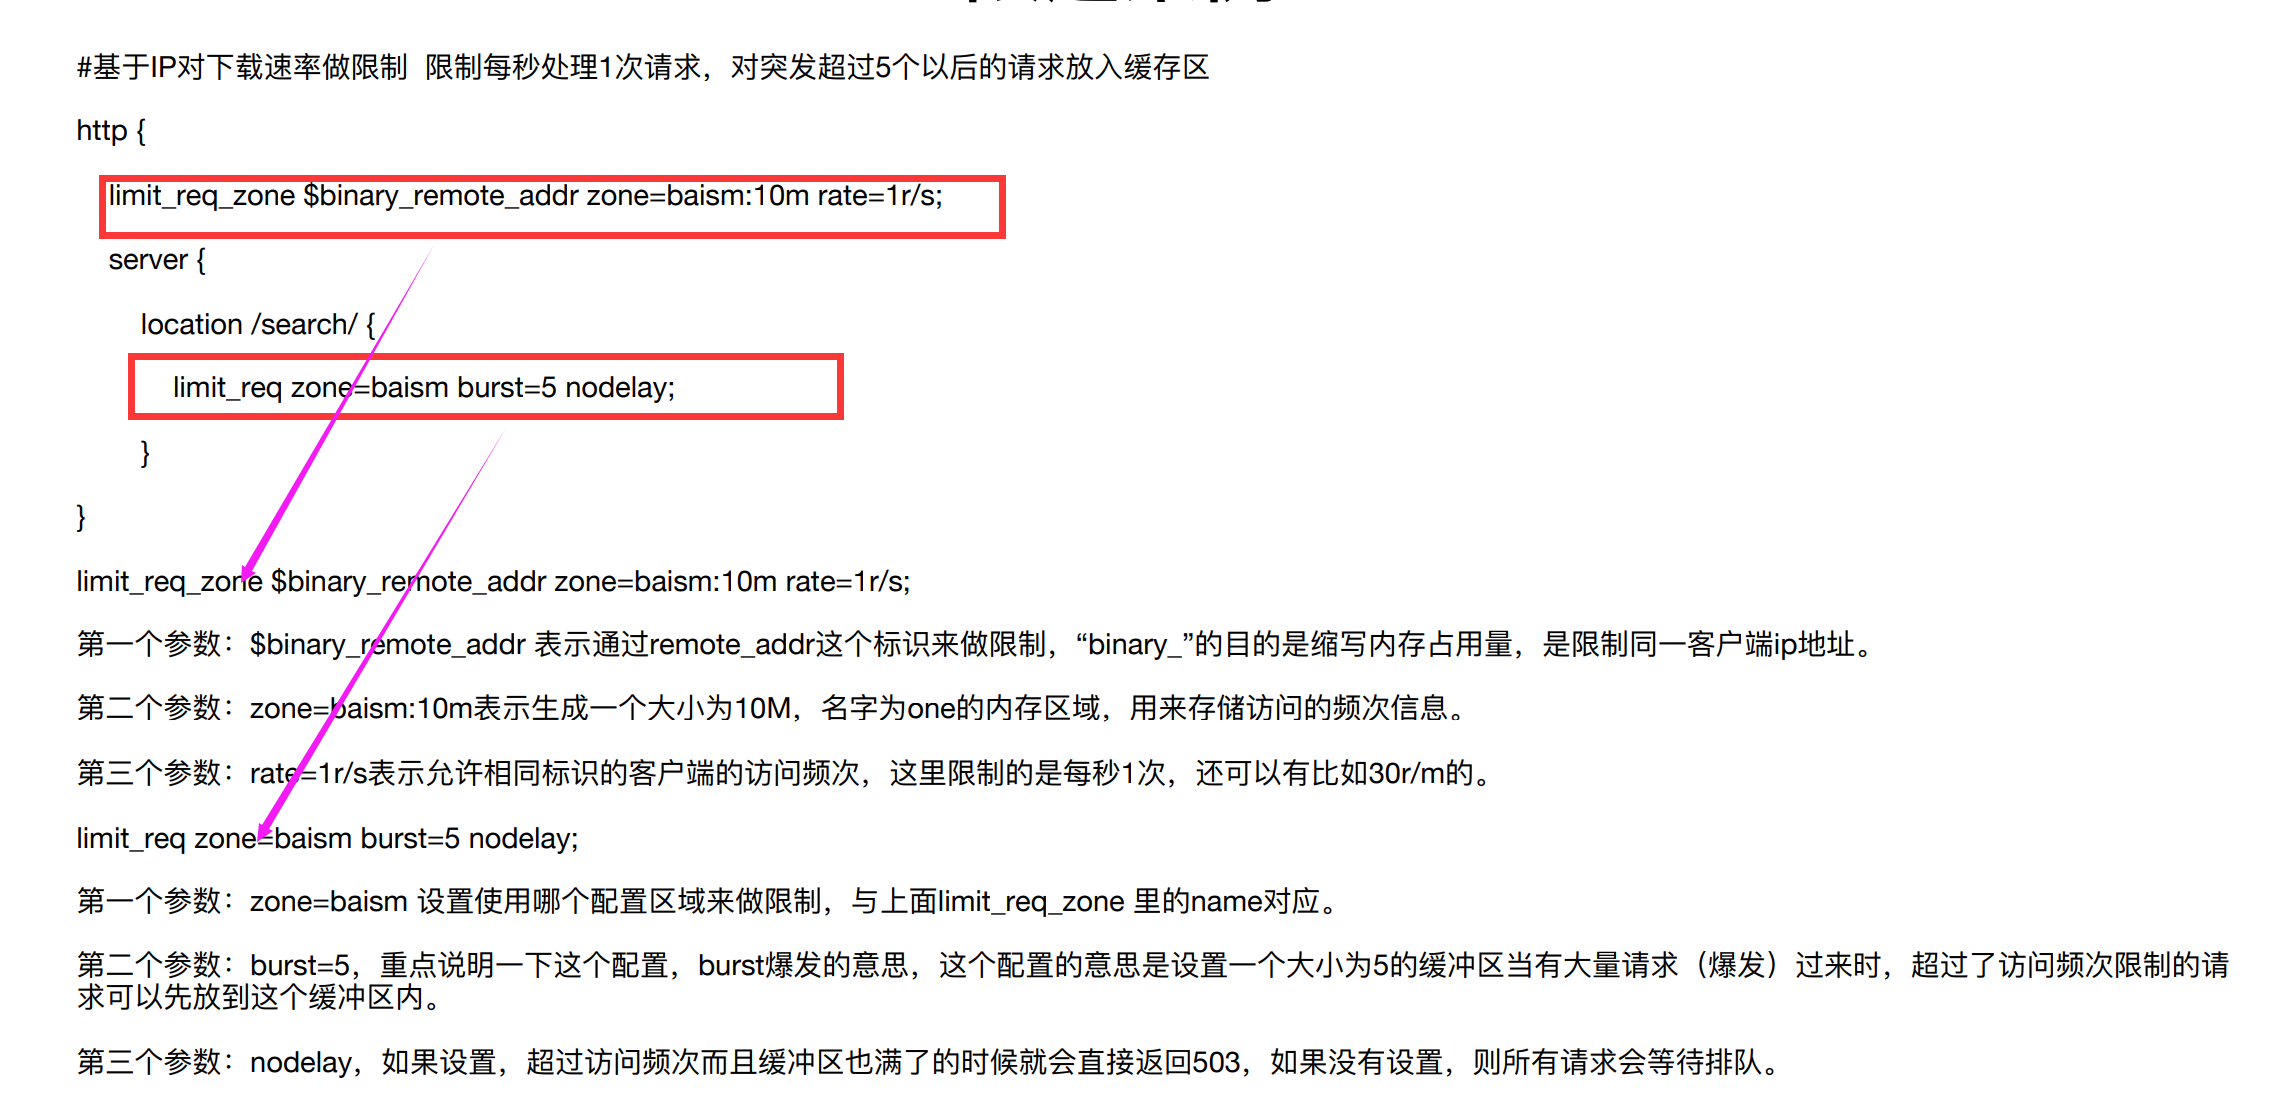 #基于IP对下载速率做限制 限制每秒处理1次请求，对突发超过5个以后的请求放入缓存区
http {
limit_req_zone $binary_remote_addr zone=baism:10m rate=1r/s;
server {
location /search/ {
limit_req zone=baism burst=5 nodelay;
}
}
limit_req_zone $binary_remote_addr zone=baism:10m rate=1r/s;
第一个参数：$binary_remote_addr 表示通过remote_addr这个标识来做限制，“binary_”的目的是缩写内存占用量，是限制同一客户端ip地址。
第二个参数：zone=baism:10m表示生成一个大小为10M，名字为one的内存区域，用来存储访问的频次信息。
第三个参数：rate=1r/s表示允许相同标识的客户端的访问频次，这里限制的是每秒1次，还可以有比如30r/m的。
limit_req zone=baism burst=5 nodelay;
第一个参数：zone=baism 设置使用哪个配置区域来做限制，与上面limit_req_zone 里的name对应。
第二个参数：burst=5，重点说明一下这个配置，burst爆发的意思，这个配置的意思是设置一个大小为5的缓冲区当有大量请求（爆发）过来时，超过了访问频次限制的请
求可以先放到这个缓冲区内。
第三个参数：nodelay，如果设置，超过访问频次而且缓冲区也满了的时候就会直接返回503，如果没有设置，则所有请求会等待排队。